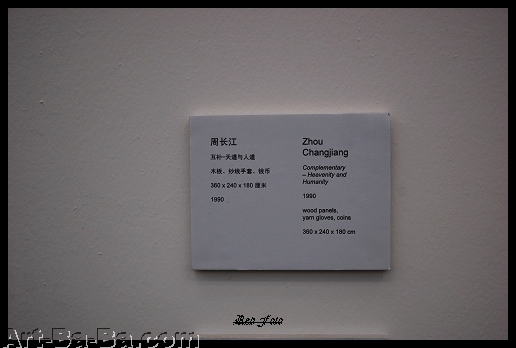 周长江
互补–天道与人道
木板、纱线手套、钱币
360 x 240 x 180 厘米
1990
Zhou
Changjiang
Complementary
– Heavenity and
Humanity
1990
wood panels,
yarn gloves, coins
360 x 240 x 180 cm
Ben Foto
Art-Ba-Ba.com